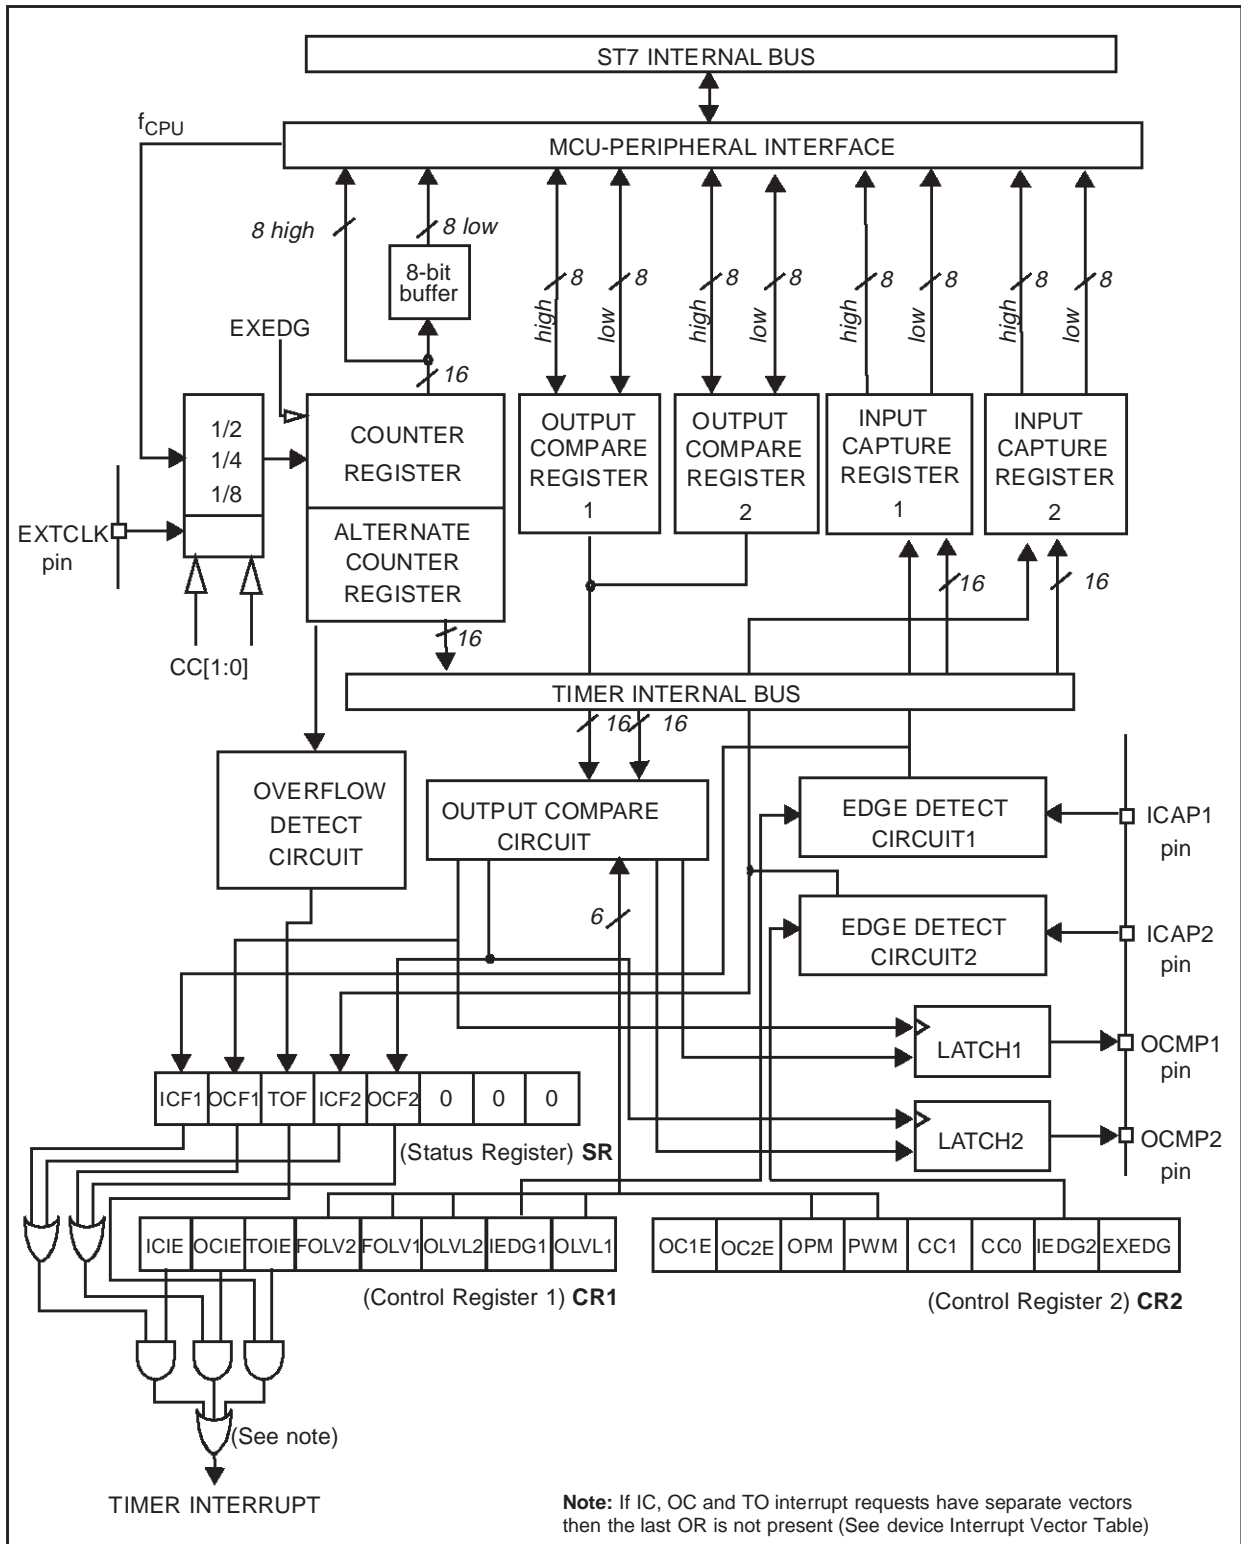 ST7 INTERNAL BUS
fCPU
MCU-PERIPHERAL INTERFACE
8 high
8 low
8-bit
buffer
8
8
8
8
8
8
8
8
high
low
high
low
high
low
high
low
EXEDG
16
1/2
1/4
1/8
COUNTER
REGISTER
OUTPUT
COMPARE
REGISTER
1
OUTPUT
COMPARE
REGISTER
2
INPUT
CAPTURE
REGISTER
1
INPUT
CAPTURE
REGISTER
2
EXTCLK
pin
ALTERNATE
COUNTER
REGISTER
16
16
16
CC[1:0]
TIMER INTERNAL BUS
16
16
OVERFLOW
DETECT
CIRCUIT
OUTPUT COMPARE
CIRCUIT
EDGE DETECT
CIRCUIT1
ICAP1
pin
6
EDGE DETECT
CIRCUIT2
ICAP2
pin
LATCH1
OCMP1
pin
ICF1 OCF1 TOF ICF2 OCF2 0 0 0
(Status Register) SR
LATCH2
OCMP2
pin
ICIE OCIE TOIE FOLV2 FOLV1 OLVL2 IEDG1 OLVL1
(Control Register 1) CR1
OC1E OC2E OPM PWM CC1 CC0 IEDG2 EXEDG
(Control Register 2) CR2
(See note)
TIMER INTERRUPT
Note: If IC, OC and TO interrupt requests have separate vectors
then the last OR is not present (See device Interrupt Vector Table)